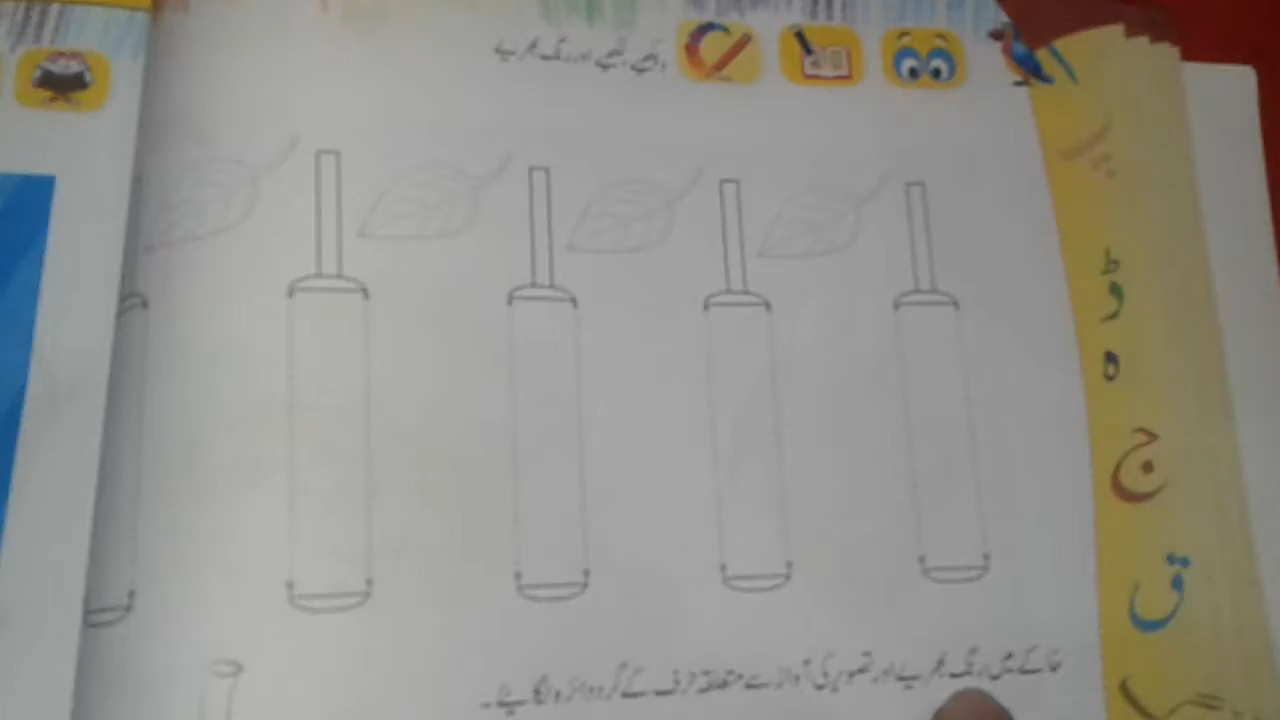 دیکھیے، لکھیے اور رنگ بھریے
خاکے میں رنگ بھریے اور تصویر کی آواز سے متعلقہ حرف کے گرد دائرہ لگائیے۔
ڑ
ہ
ج
ق